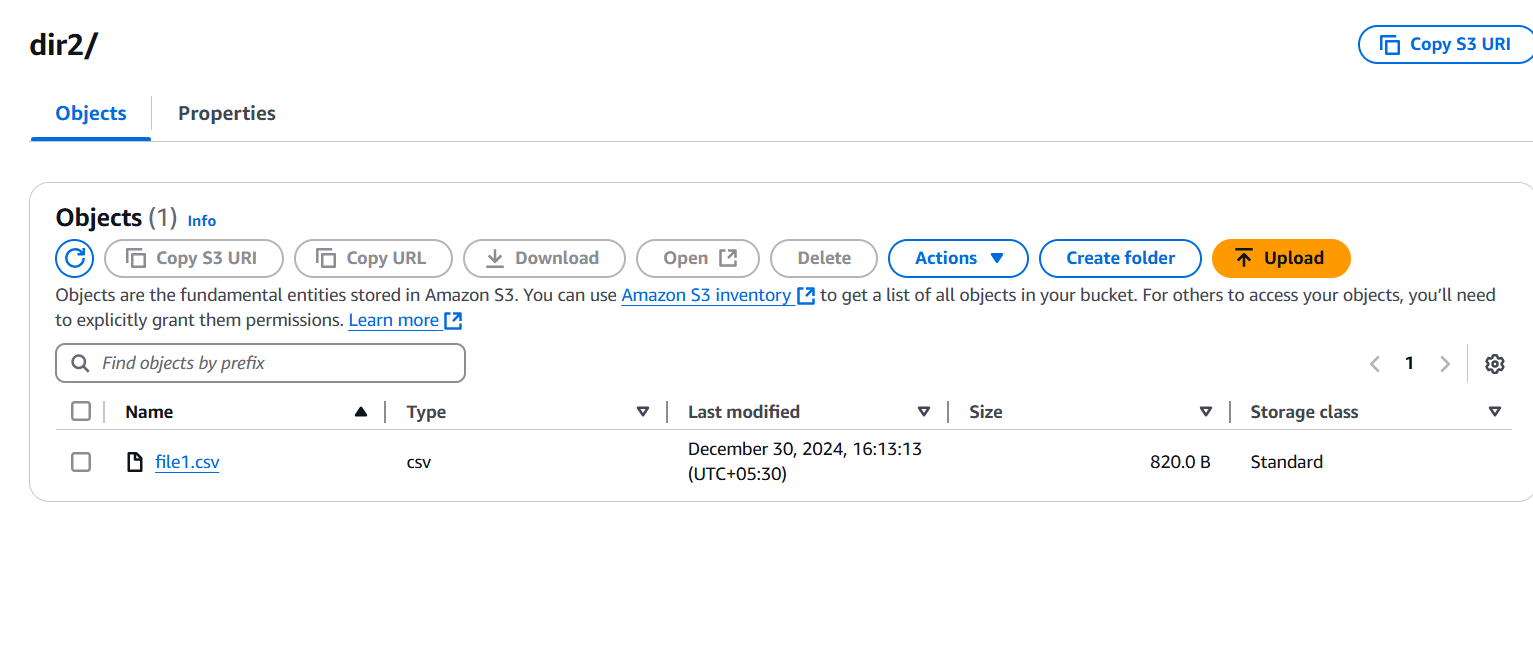 dir2/
Copy S3 URI
Objects
Properties
Objects (1) Info
Copy S3 URI
Copy URL
Download
Open
Delete
Actions
Create folder
Upload
Objects are the fundamental entities stored in Amazon S3. You can use Amazon S3 inventory to get a list of all objects in your bucket. For others to access your objects, you’ll need
to explicitly grant them permissions. Learn more
Find objects by prefix
1
Name
Type
Last modified
Size
Storage class
file1.csv
csv
December 30, 2024, 16:13:13
(UTC+05:30)
820.0 B
Standard